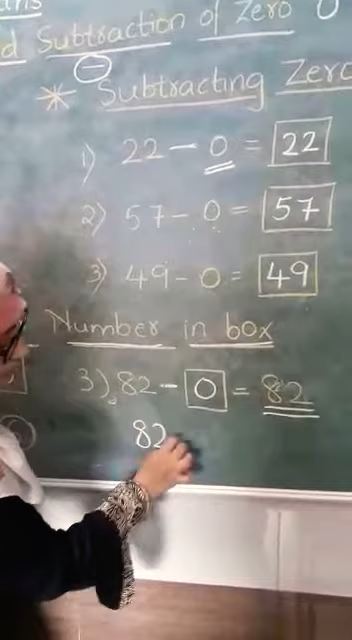 d Subtraction of Zero 0
* Subtracting Zero
1) 22 - 0 = 22
2) 57 - 0 = 57
3) 49 - 0 = 49
Number in box
3) 82 - 0 = 82
82